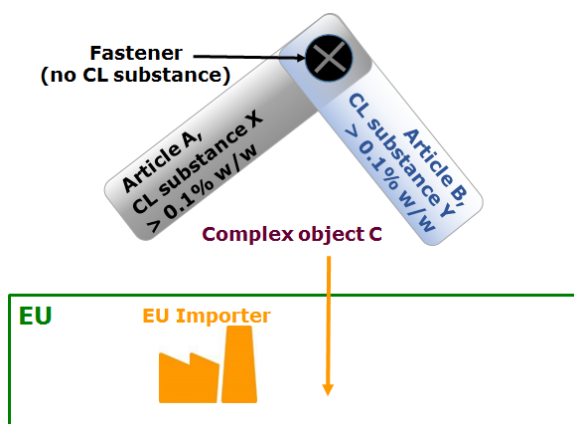 Fastener
(no CL substance)
Article A,
CL substance X
> 0.1% w/w
Article B,
CL substance Y
> 0.1% w/w
Complex object C
EU
EU Importer